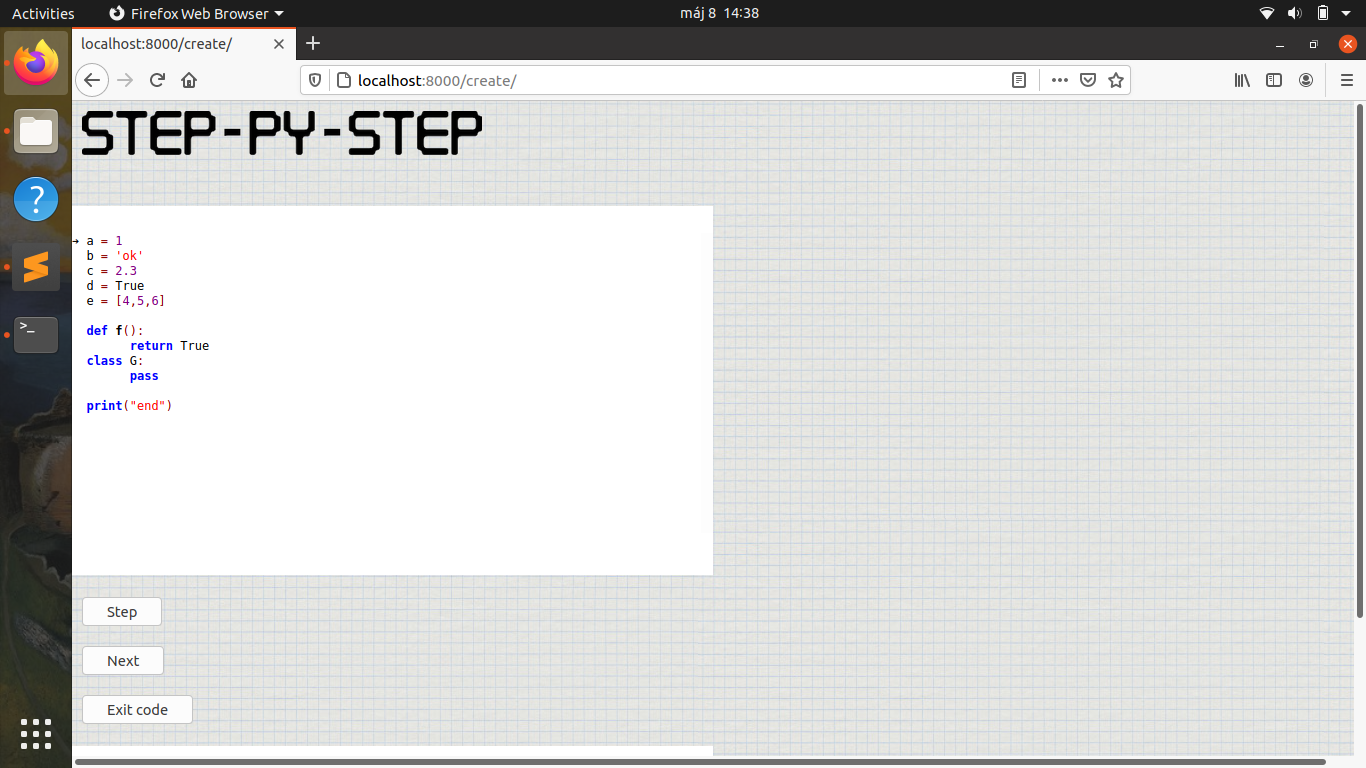 Activities
Firefox Web Browser
máj 8 14:38
localhost:8000/create/
localhost:8000/create/
STEP-PY-STEP
→ a = 1
b = 'ok'
c = 2.3
d = True
e = [4,5,6]
def f():
return True
class G:
pass
print("end")
Step
Next
Exit code